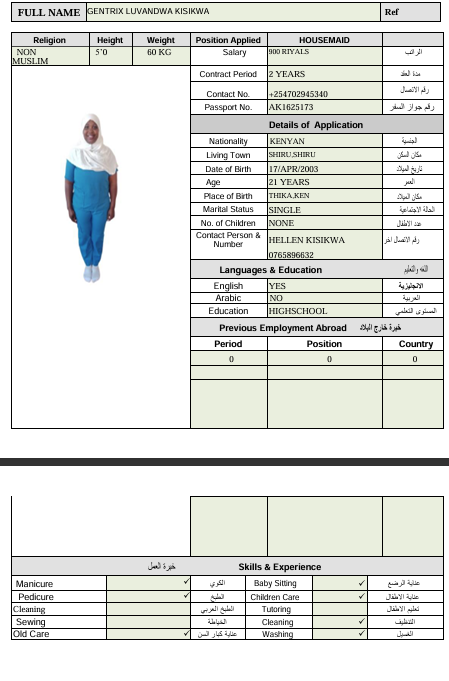 FULL NAME GENTRIX LUVANDWA KISIKWA Ref
Religion Height Weight Position Applied HOUSEMAID
NON MUSLIM 5'0 60 KG Salary 900 RIYALS الراتب
Contract Period 2 YEARS مدة العقد
Contact No. +254702945340 رقم الاتصال
Passport No. AK1625173 رقم جواز السفر
Details of Application
Nationality KENYAN الجنسية
Living Town SHIRU,SHIRU مكان السكن
Date of Birth 17/APR/2003 تاريخ الميلاد
Age 21 YEARS العمر
Place of Birth THIKA,KEN مكان الميلاد
Marital Status SINGLE الحالة الاجتماعية
No. of Children NONE عدد الاطفال
Contact Person & Number HELLEN KISIKWA رقم الاتصال اخر
0765896632
Languages & Education اللغه والتعليم
English YES الانجليزية
Arabic NO العربية
Education HIGHSCHOOL المستوى التعلمي
Previous Employment Abroad خبرة خارج البلاد
Period Position Country
0 0 0
خبرة العمل Skills & Experience
Manicure ✓ الكوي Baby Sitting ✓ عناية الرضع
Pedicure ✓ الطبخ Children Care ✓ عناية الاطفال
Cleaning الطبخ العربي Tutoring تعليم الاطفال
Sewing الخياطة Cleaning ✓ التنظيف
Old Care ✓ عناية كبار السن Washing ✓ الغسيل